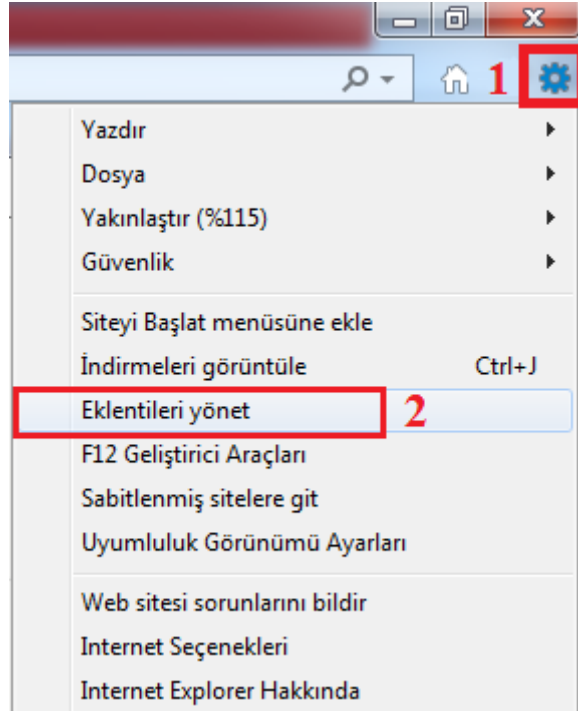 1
Yazdır
Dosya
Yakınlaştır (%115)
Güvenlik
Siteyi Başlat menüsüne ekle
İndirmeleri görüntüle Ctrl+J
Eklentileri yönet 2
F12 Geliştirici Araçları
Sabitlenmiş sitelere git
Uyumluluk Görünümü Ayarları
Web sitesi sorunlarını bildir
Internet Seçenekleri
Internet Explorer Hakkında